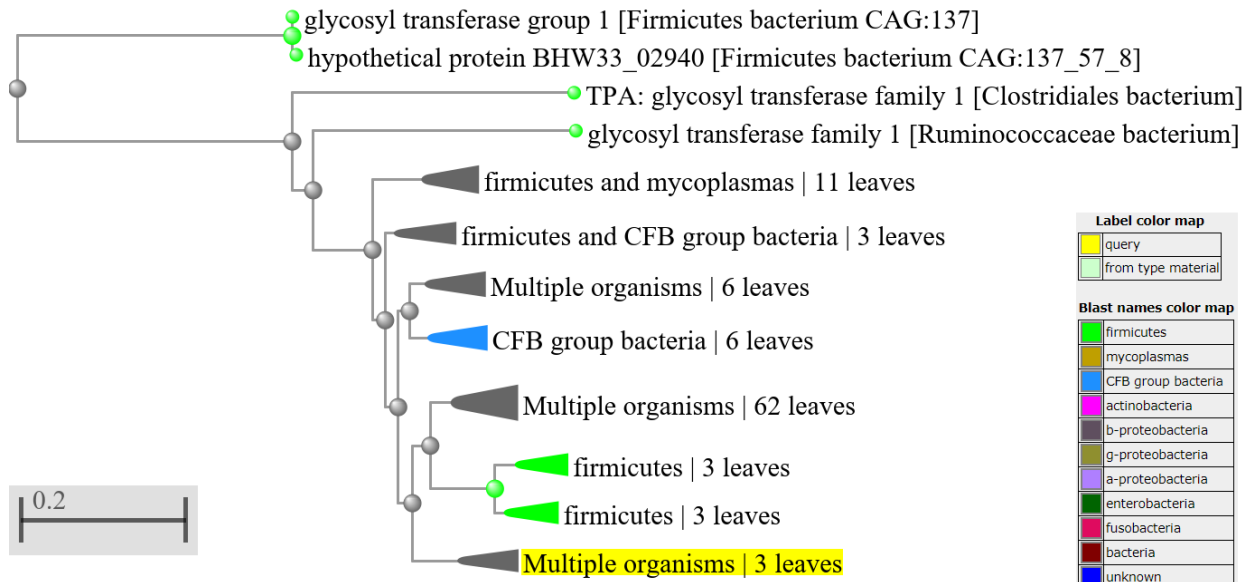 glycosyl transferase group 1 [Firmicutes bacterium CAG:137]
hypothetical protein BHW33_02940 [Firmicutes bacterium CAG:137_57_8]
TPA: glycosyl transferase family 1 [Clostridiales bacterium]
glycosyl transferase family 1 [Ruminococcaceae bacterium]
firmicutes and mycoplasmas | 11 leaves
firmicutes and CFB group bacteria | 3 leaves
Multiple organisms | 6 leaves
CFB group bacteria | 6 leaves
Multiple organisms | 62 leaves
firmicutes | 3 leaves
firmicutes | 3 leaves
Multiple organisms | 3 leaves
0.2
Label color map
query
from type material
Blast names color map
firmicutes
mycoplasmas
CFB group bacteria
actinobacteria
b-proteobacteria
g-proteobacteria
a-proteobacteria
enterobacteria
fusobacteria
bacteria
unknown